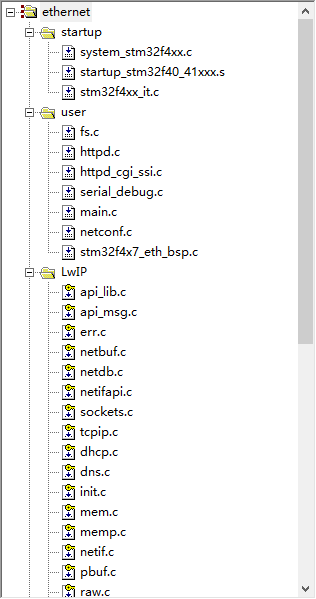 ethernet
startup
system_stm32f4xx.c
startup_stm32f40_41xxx.s
stm32f4xx_it.c
user
fs.c
httpd.c
httpd_cgi_ssi.c
serial_debug.c
main.c
netconf.c
stm32f4x7_eth_bsp.c
LwIP
api_lib.c
api_msg.c
err.c
netbuf.c
netdb.c
netifapi.c
sockets.c
tcpip.c
dhcp.c
dns.c
init.c
mem.c
memp.c
netif.c
pbuf.c
raw.c